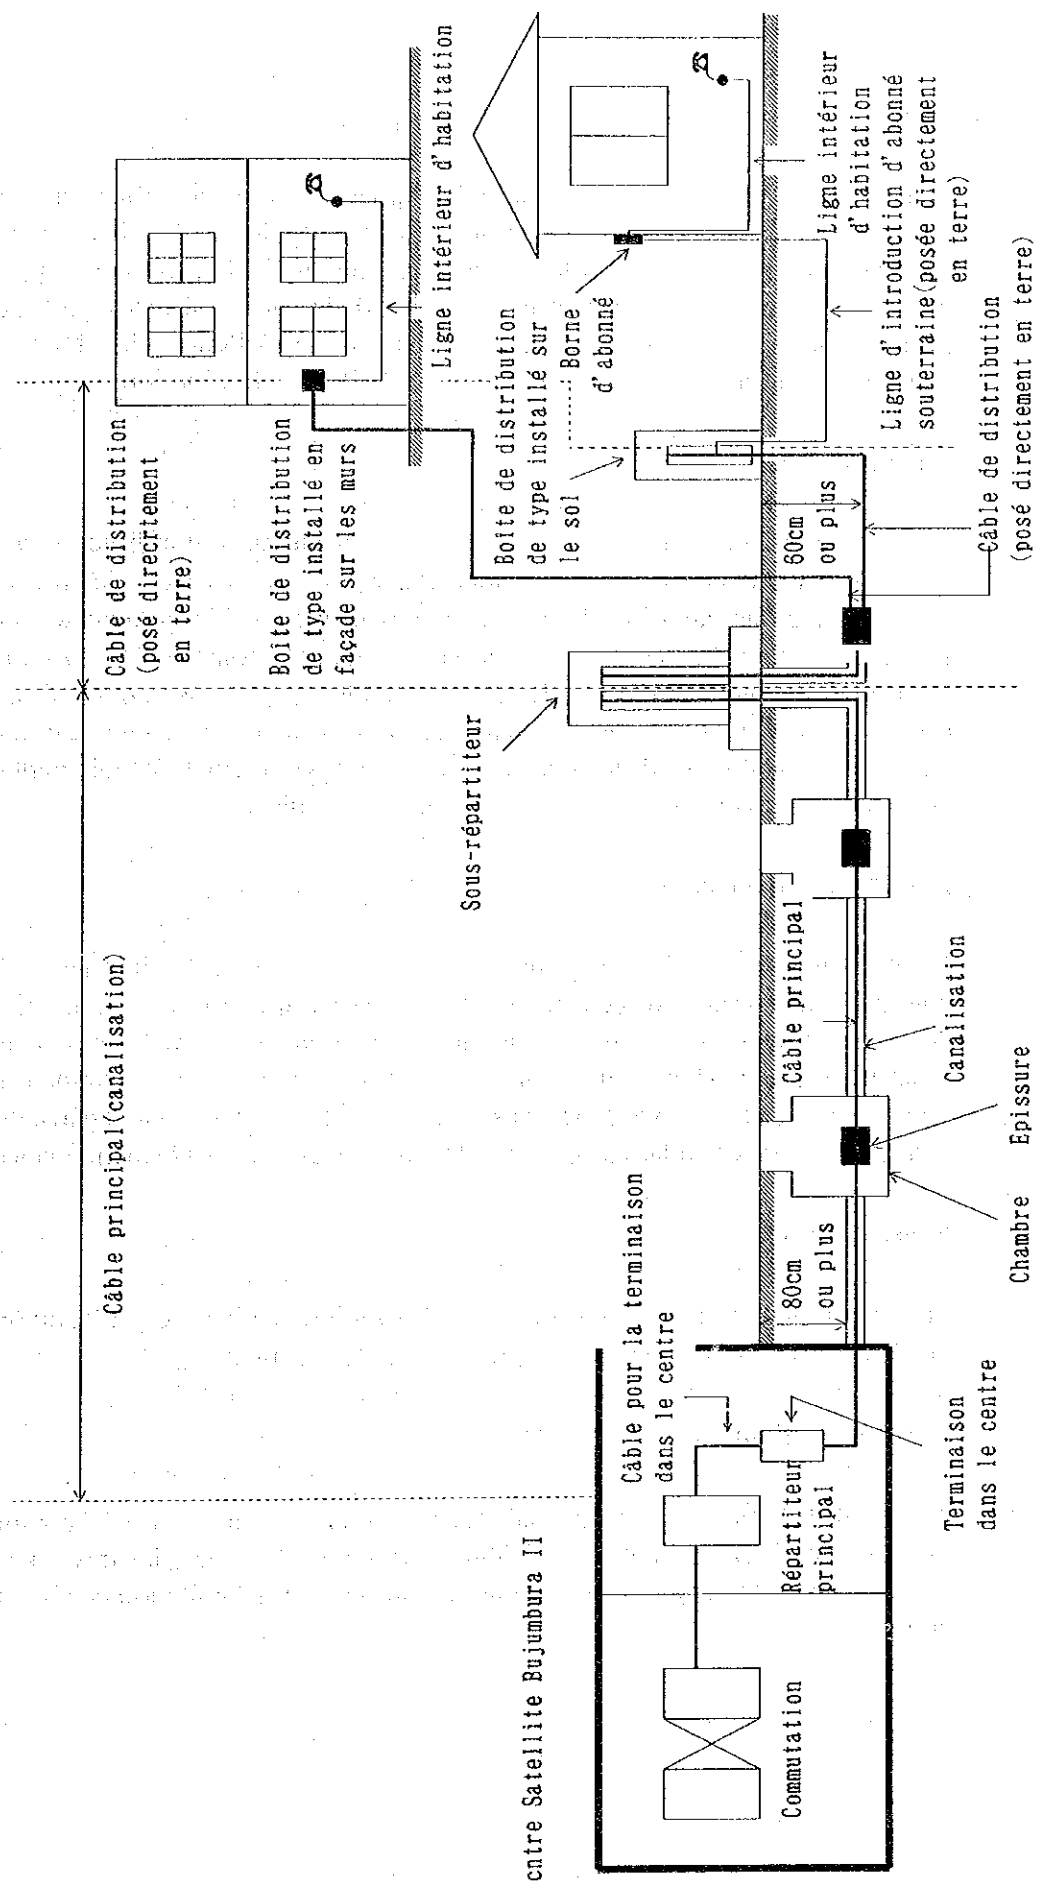 Câble principal(canalisation)
Câble de distribution
(posé direcrtement
en terre)
Boite de distribution
de type installé en
façade sur les murs
Ligne intérieur d'habitation
Sous-répartiteur
Boite de distribution
de type installé sur
le sol
Borne
d'abonné
Ligne intérieur
d'habitation
Ligne d'introduction d'abonné
souterraine(posée directement
en terre)
Câble de distribution
(posé directement en terre)
60cm
ou plus
Câble principal
Canalisation
Epissure
Chambre
80cm
ou plus
Câble pour la terminaison
dans le centre
Répartiteur
principal
Terminaison
dans le centre
entre Satellite Bujumbura II
Commutation